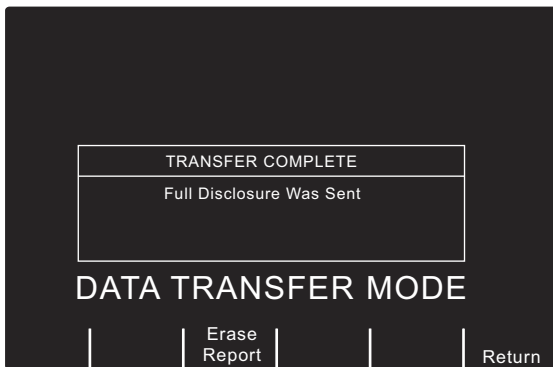 TRANSFER COMPLETE
Full Disclosure Was Sent
DATA TRANSFER MODE
Erase
Report
Return